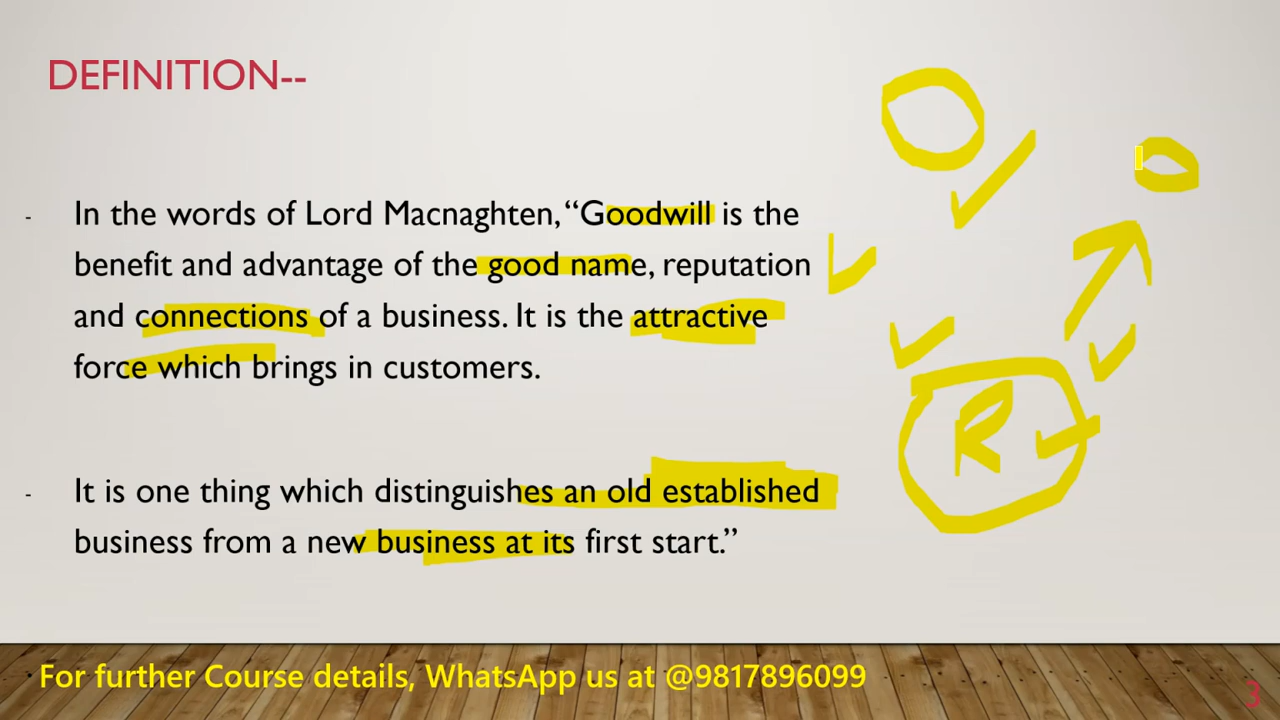 DEFINITION--
- In the words of Lord Macnaghten, “Goodwill is the
benefit and advantage of the good name, reputation
and connections of a business. It is the attractive
force which brings in customers.
- It is one thing which distinguishes an old established
business from a new business at its first start.”
R
For further Course details, WhatsApp us at @9817896099
3